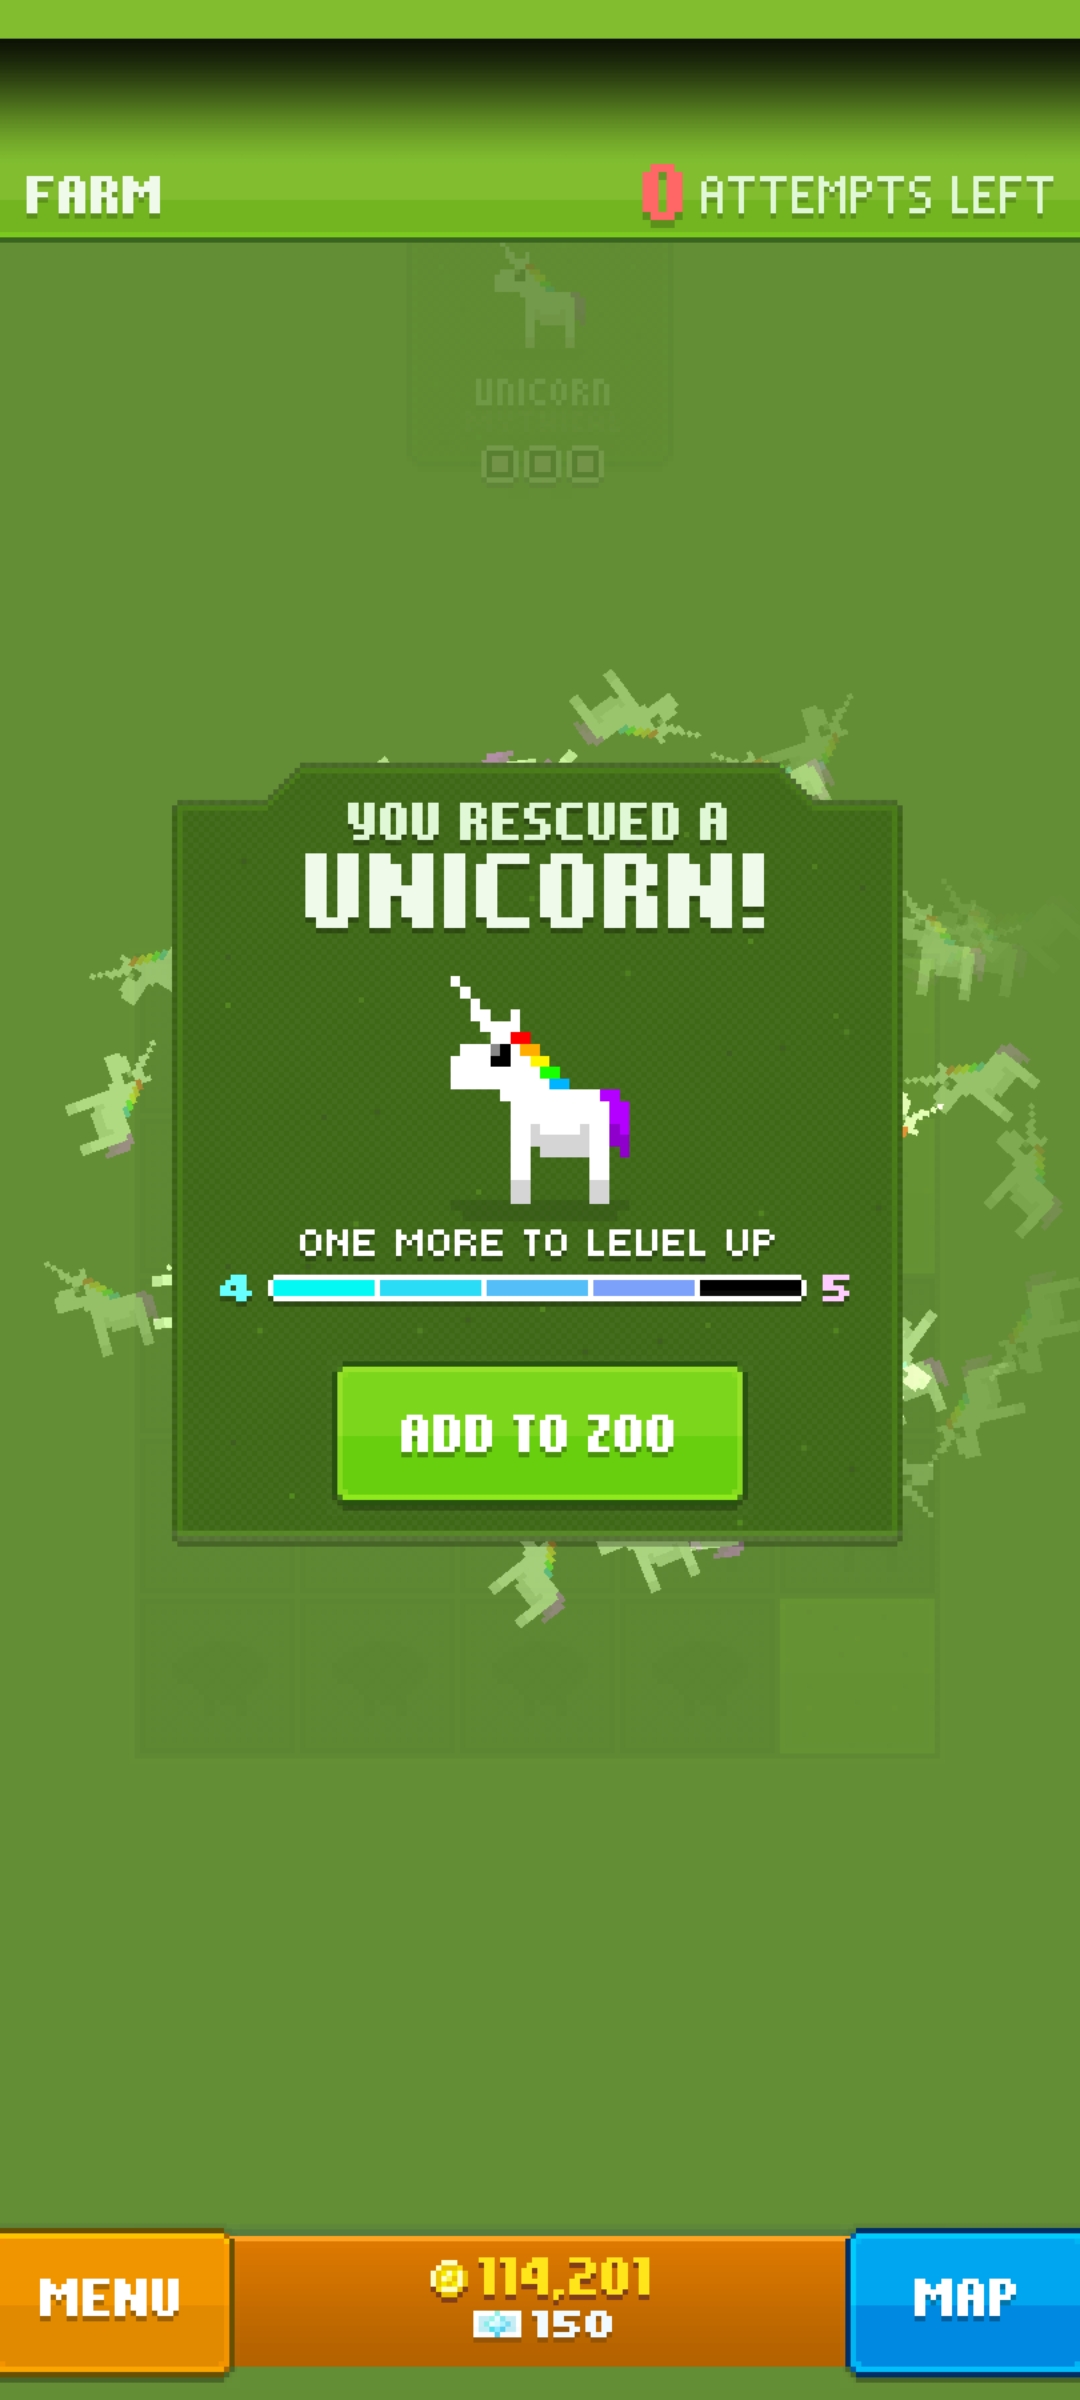 FARM
0 ATTEMPTS LEFT
UNICORN
YOU RESCUED A
UNICORN!
ONE MORE TO LEVEL UP
4 5
ADD TO ZOO
MENU
114,201
150
MAP